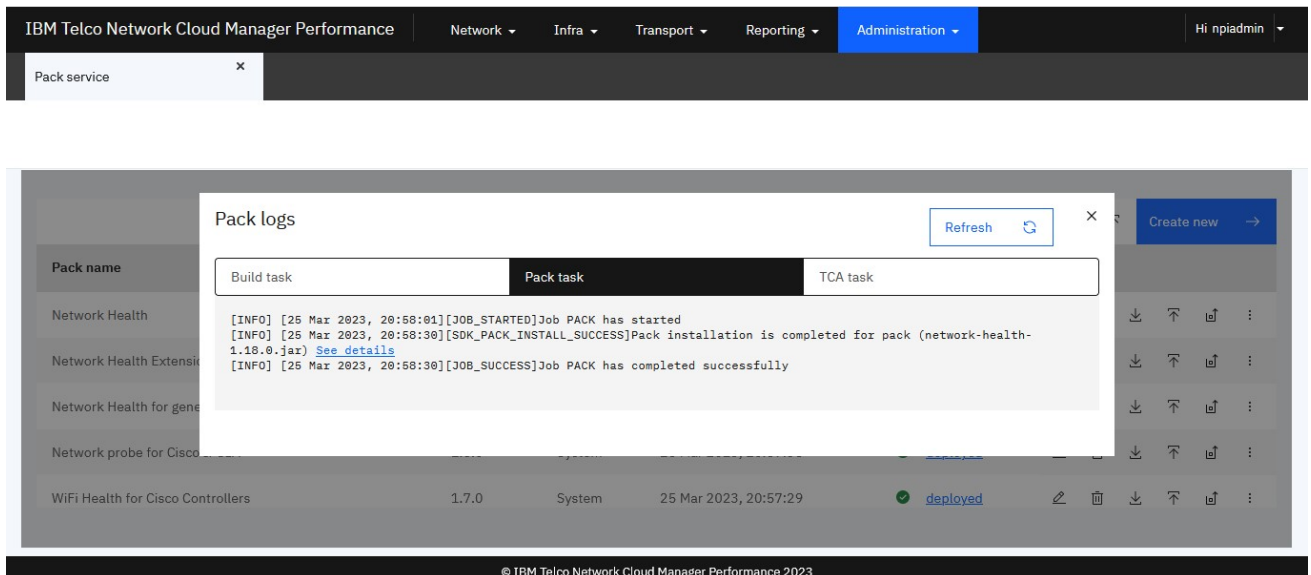 IBM Telco Network Cloud Manager Performance Network Infra Transport Reporting Administration Hi npiadmin
Pack service ×
Pack logs Refresh × Create new →
Pack name Build task Pack task TCA task
Network Health
[INFO] [25 Mar 2023, 20:58:01][JOB_STARTED]Job PACK has started
[INFO] [25 Mar 2023, 20:58:30][SDK_PACK_INSTALL_SUCCESS]Pack installation is completed for pack (network-health-
1.18.0.jar) See details
[INFO] [25 Mar 2023, 20:58:30][JOB_SUCCESS]Job PACK has completed successfully
Network Health
Network Health for
Network probe for Cisco
WiFi Health for Cisco Controllers 1.7.0 System 25 Mar 2023, 20:57:29 deployed
© IBM Telco Network Cloud Manager Performance 2023